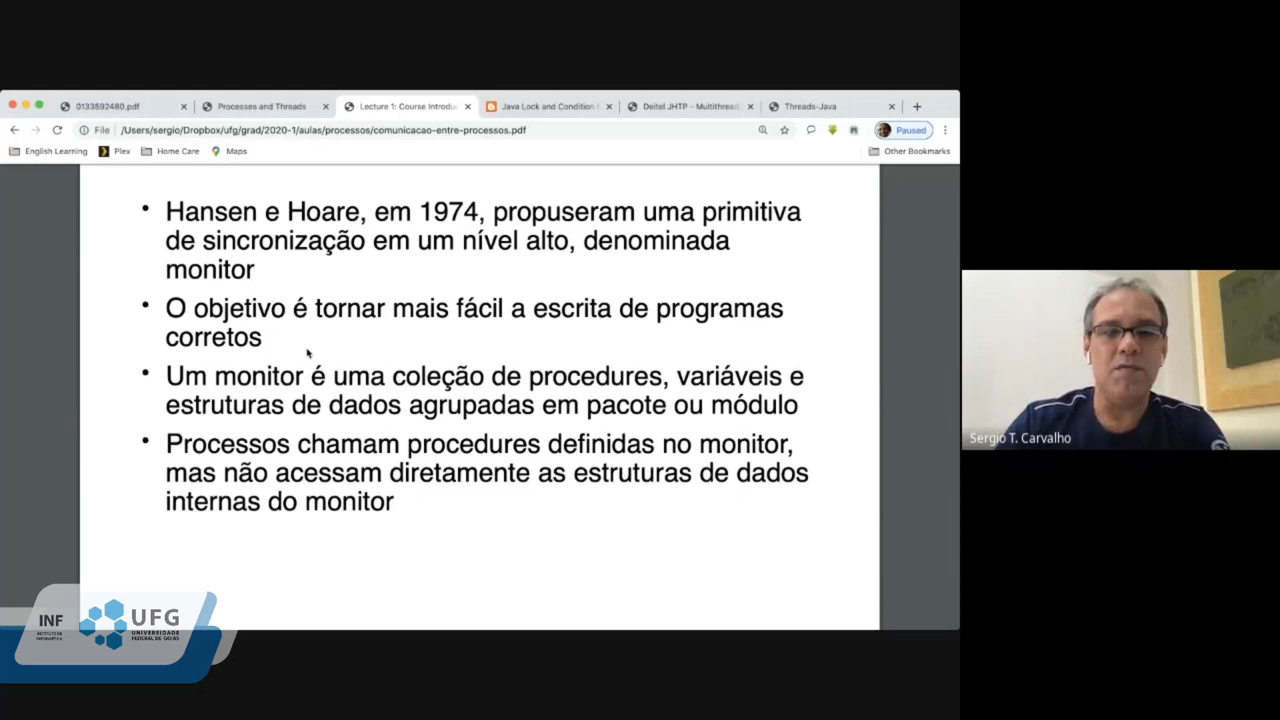 0133592480.pdf
Processes and Threads
Lecture 1: Course Introdu
Java Lock and Condition
Deitel JHTP - Multithread
Threads-Java
File
/Users/sergio/Dropbox/ufg/grad/2020-1/aulas/processos/comunicacao-entre-processos.pdf
Paused
English Learning
Plex
Home Care
Maps
Other Bookmarks
• Hansen e Hoare, em 1974, propuseram uma primitiva
de sincronização em um nível alto, denominada
monitor
• O objetivo é tornar mais fácil a escrita de programas
corretos
• Um monitor é uma coleção de procedures, variáveis e
estruturas de dados agrupadas em pacote ou módulo
• Processos chamam procedures definidas no monitor,
mas não acessam diretamente as estruturas de dados
internas do monitor
Sergio T. Carvalho
INF
INSTITUTO DE
INFORMÁTICA
UFG
UNIVERSIDADE
FEDERAL DE GOIÁS